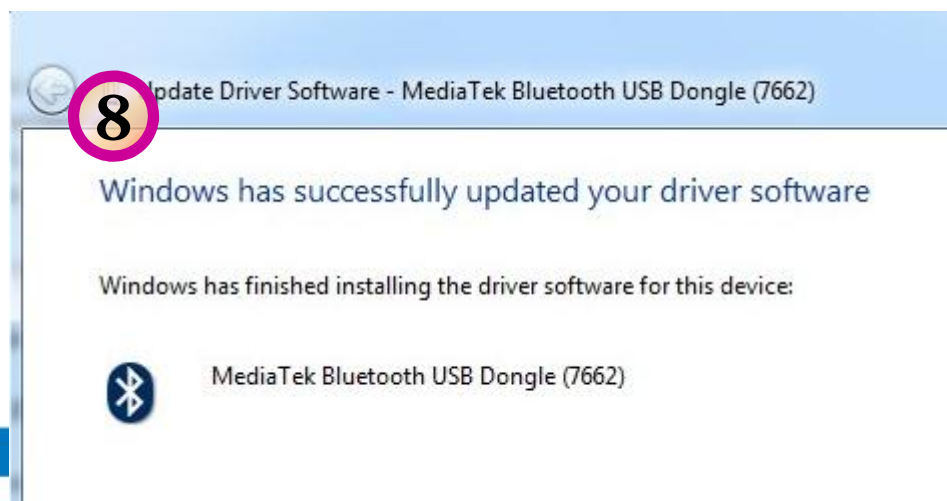 8
Update Driver Software - MediaTek Bluetooth USB Dongle (7662)
Windows has successfully updated your driver software
Windows has finished installing the driver software for this device:
MediaTek Bluetooth USB Dongle (7662)